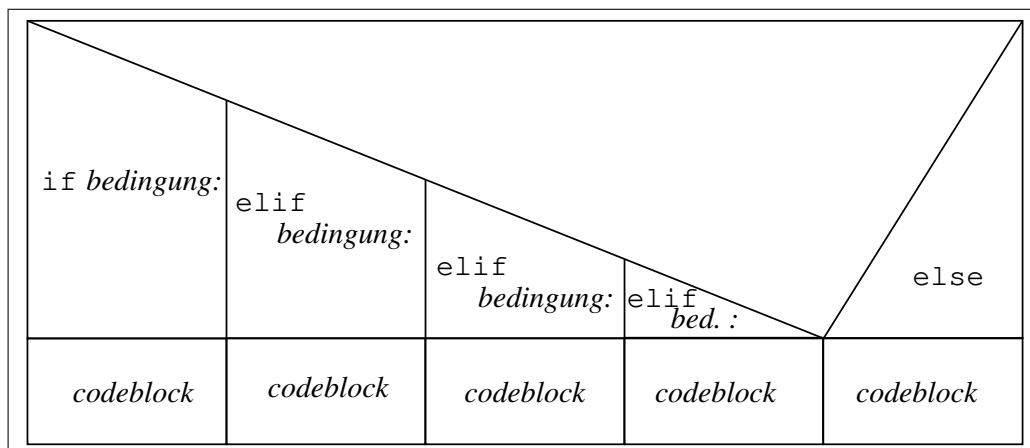 if bedingung:
elif
bedingung:
elif
bedingung:
elif
bed. :
else
codeblock
codeblock
codeblock
codeblock
codeblock